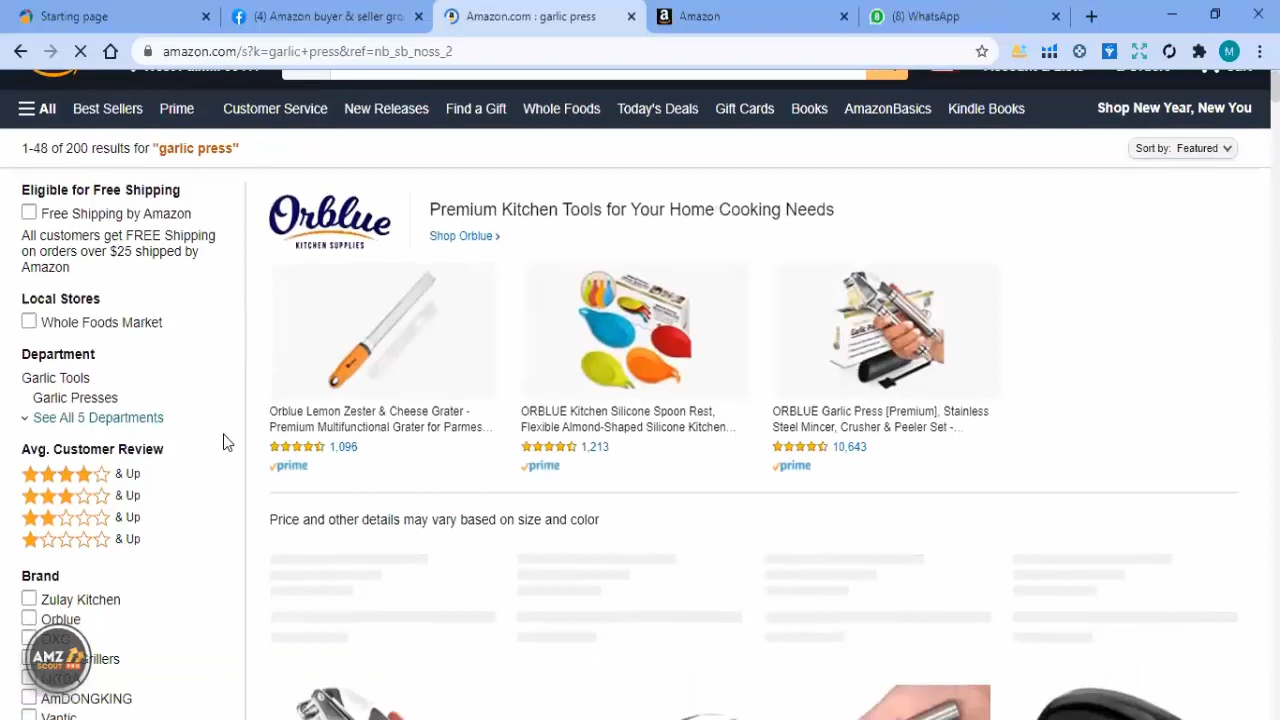 Starting page
(4) Amazon buyer & seller gro
Amazon.com : garlic press
Amazon
(8) WhatsApp
amazon.com/s?k=garlic+press&ref=nb_sb_noss_2
M
All
Best Sellers
Prime
Customer Service
New Releases
Find a Gift
Whole Foods
Today's Deals
Gift Cards
Books
AmazonBasics
Kindle Books
Shop New Year, New You
1-48 of 200 results for "garlic press"
Sort by: Featured
Eligible for Free Shipping
Free Shipping by Amazon
All customers get FREE Shipping
on orders over $25 shipped by
Amazon
Local Stores
Whole Foods Market
Department
Garlic Tools
Garlic Presses
See All 5 Departments
Avg. Customer Review
& Up
& Up
& Up
& Up
Brand
Zulay Kitchen
Orblue
AmDONGKING
Vantic
AMZ
SCOUT PRO
Orblue
KITCHEN SUPPLIES
Premium Kitchen Tools for Your Home Cooking Needs
Shop Orblue ›
Orblue Lemon Zester & Cheese Grater -
Premium Multifunctional Grater for Parmes…
1,096
prime
ORBLUE Kitchen Silicone Spoon Rest,
Flexible Almond-Shaped Silicone Kitchen…
1,213
prime
ORBLUE Garlic Press [Premium], Stainless
Steel Mincer, Crusher & Peeler Set -…
10,643
prime
Price and other details may vary based on size and color